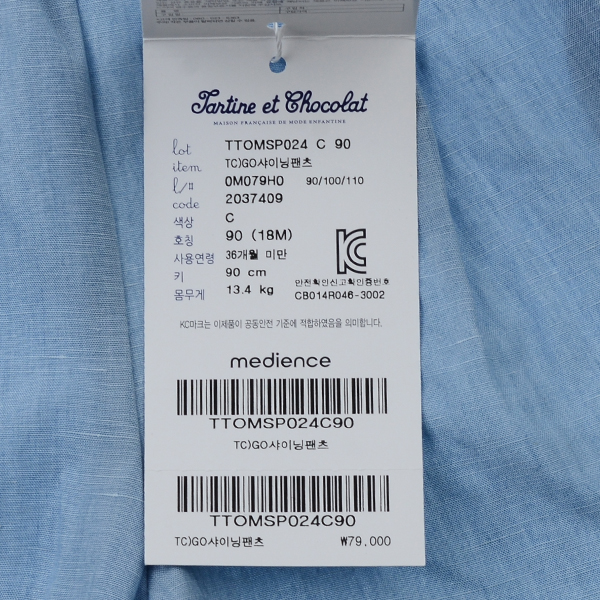 Tartine et Chocolat
MAISON FRANÇAISE DE MODE ENFANTINE
lot TTOMSP024 C 90
item TC)GO샤이닝팬츠
l/# 0M079H0 90/100/110
code 2037409
색상 C
호칭 90 (18M)
사용연령 36개월 미만
키 90 cm
몸무게 13.4 kg
안전확인신고확인증번호
CB014R046-3002
KC마크는 이제품이 공통안전 기준에 적합하였음을 의미합니다.
medience
TTOMSP024C90
TC)GO샤이닝팬츠
TTOMSP024C90
TC)GO샤이닝팬츠 ₩79,000